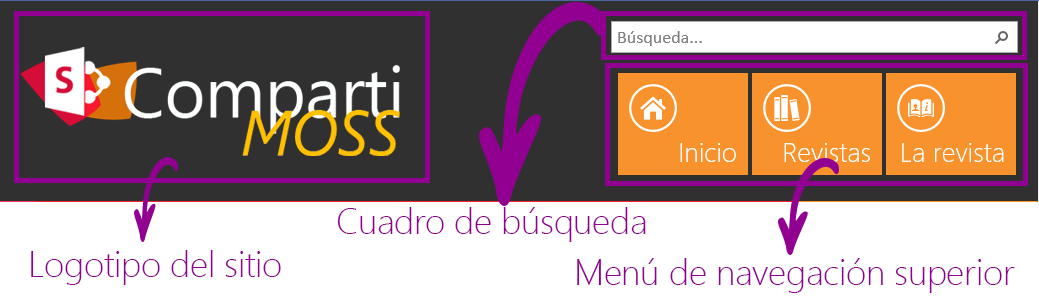 S
Comparti
MOSS
Búsqueda...
Inicio
Revistas
La revista
Cuadro de búsqueda
Logotipo del sitio
Menú de navegación superior